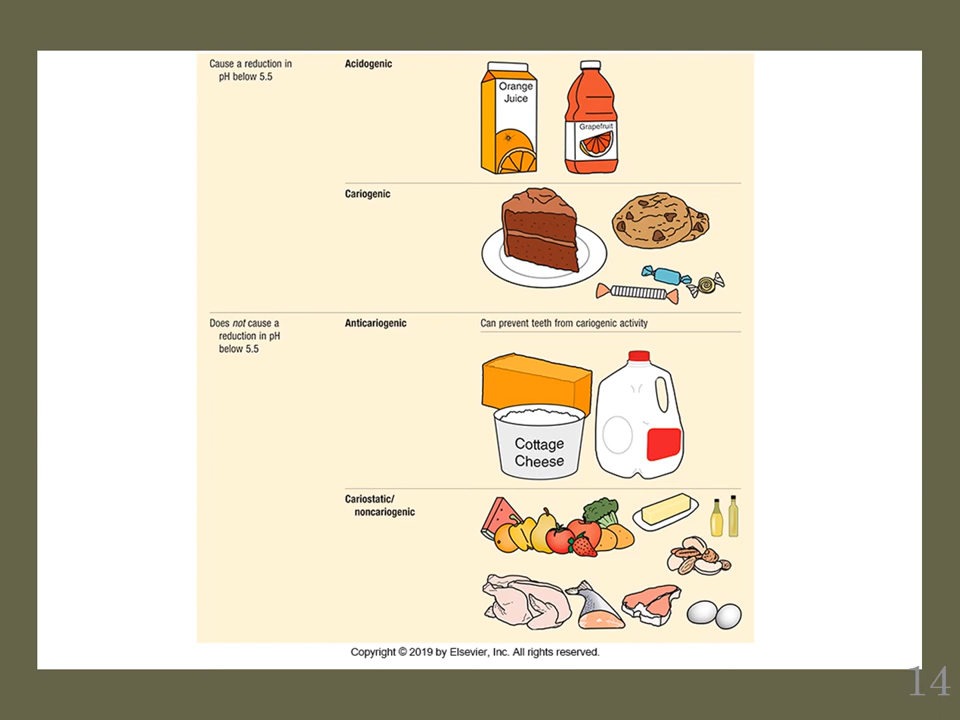 Cause a reduction in
pH below 5.5
Acidogenic
Orange
Juice
Grapefruit
Cariogenic
Does not cause a
reduction in pH
below 5.5
Anticariogenic
Can prevent teeth from cariogenic activity
Cottage
Cheese
Cariostatic/
noncariogenic
Copyright © 2019 by Elsevier, Inc. All rights reserved.
14